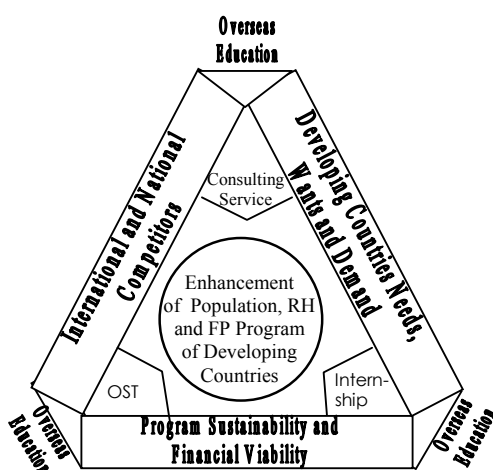 Overseas
Education
International and National
Competitors
Developing Countries Needs,
Wants and Demand
Consulting
Service
Enhancement
of Population, RH
and FP Program
of Developing
Countries
OST
Intern-
ship
Overseas
Education
Program Sustainability and
Financial Viability
Overseas
Education